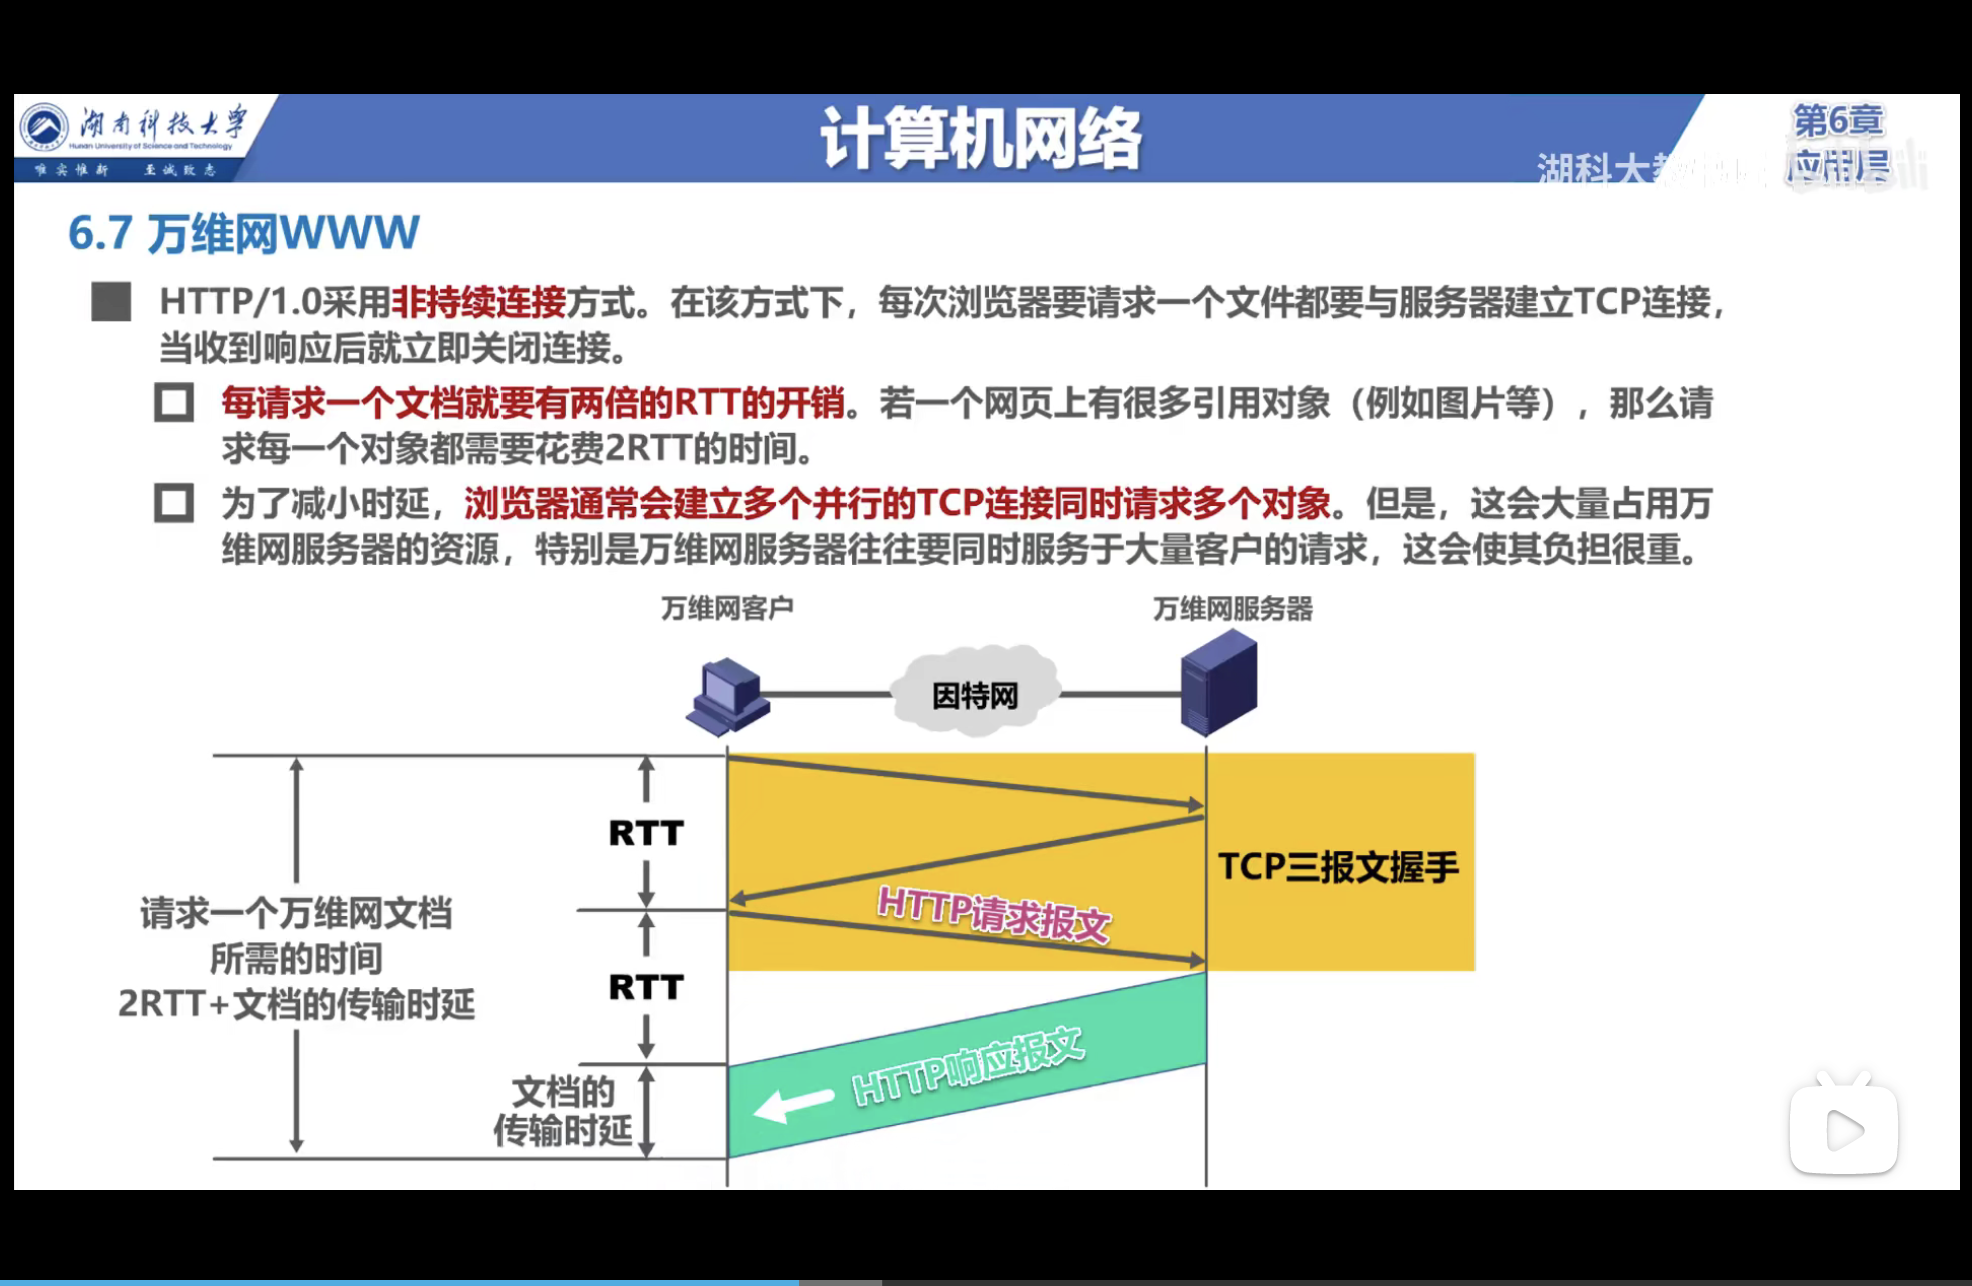 湖南科技大学
Hunan University of Science and Technology
唯实惟新 至诚致志
计算机网络
第6章
应用层
湖科大教
6.7 万维网WWW
HTTP/1.0采用非持续连接方式。在该方式下，每次浏览器要请求一个文件都要与服务器建立TCP连接，
当收到响应后就立即关闭连接。
每请求一个文档就要有两倍的RTT的开销。若一个网页上有很多引用对象（例如图片等），那么请
求每一个对象都需要花费2RTT的时间。
为了减小时延，浏览器通常会建立多个并行的TCP连接同时请求多个对象。但是，这会大量占用万
维网服务器的资源，特别是万维网服务器往往要同时服务于大量客户的请求，这会使其负担很重。
万维网客户
万维网服务器
因特网
RTT
TCP三报文握手
HTTP请求报文
请求一个万维网文档
所需的时间
2RTT+文档的传输时延
RTT
HTTP响应报文
文档的
传输时延